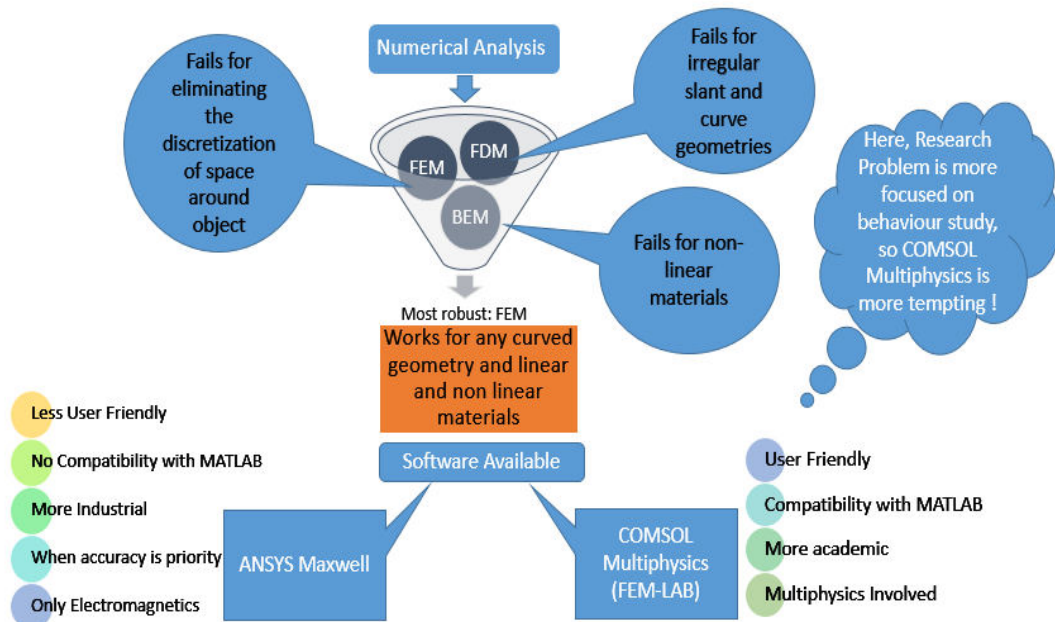 Numerical Analysis
Fails for
eliminating
the
discretization
of space
around
object
Fails for
irregular
slant and
curve
geometries
FEM
FDM
BEM
Fails for non-
linear
materials
Here, Research
Problem is more
focused on
behaviour study,
so COMSOL
Multiphysics is
more tempting !
Most robust: FEM
Works for any curved
geometry and linear
and non linear
materials
Software Available
Less User Friendly
No Compatibility with MATLAB
More Industrial
When accuracy is priority
Only Electromagnetics
ANSYS Maxwell
COMSOL
Multiphysics
(FEM-LAB)
User Friendly
Compatibility with MATLAB
More academic
Multiphysics Involved